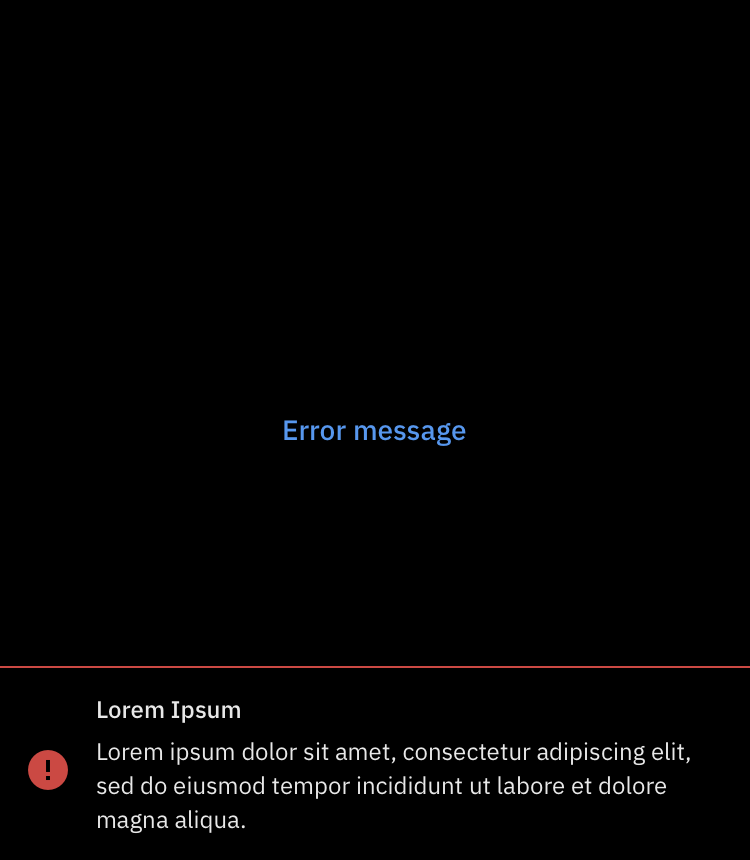 Error message
Lorem Ipsum
Lorem ipsum dolor sit amet, consectetur adipiscing elit,
sed do eiusmod tempor incididunt ut labore et dolore
magna aliqua.